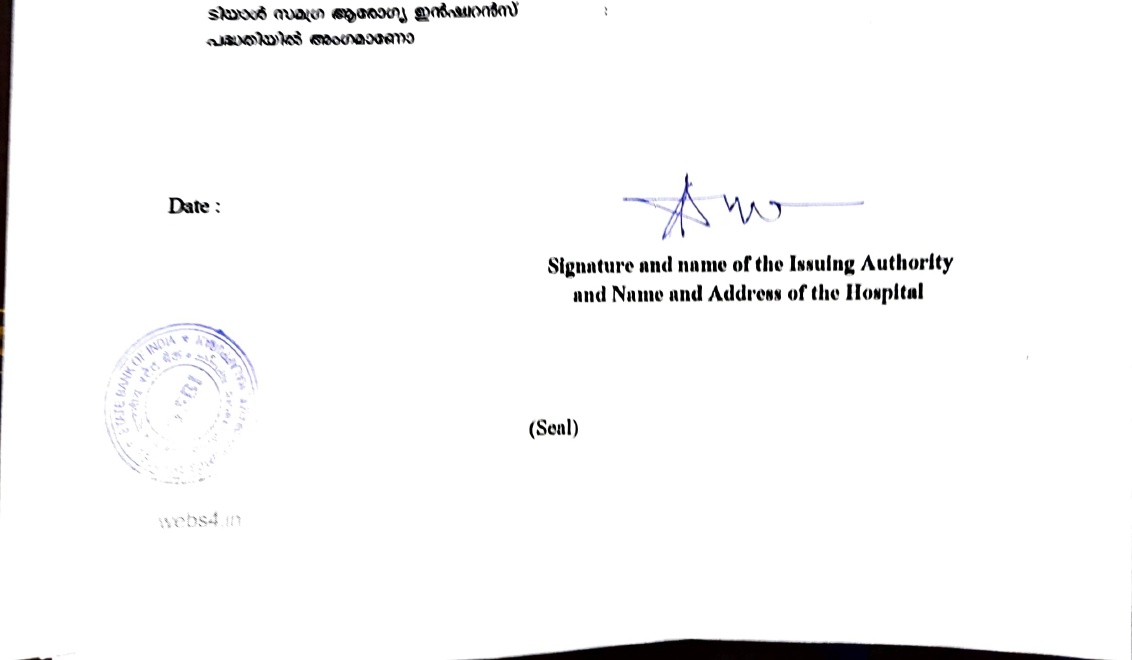 ടിയാൾ സമഗ്ര ആരോഗ്യ ഇൻഷ്വറൻസ് :
പദ്ധതിയിൽ അംഗമാണോ
Date :
Signature and name of the Issuing Authority
and Name and Address of the Hospital
STATE BANK OF INDIA
SBI
(Seal)
webs4.in